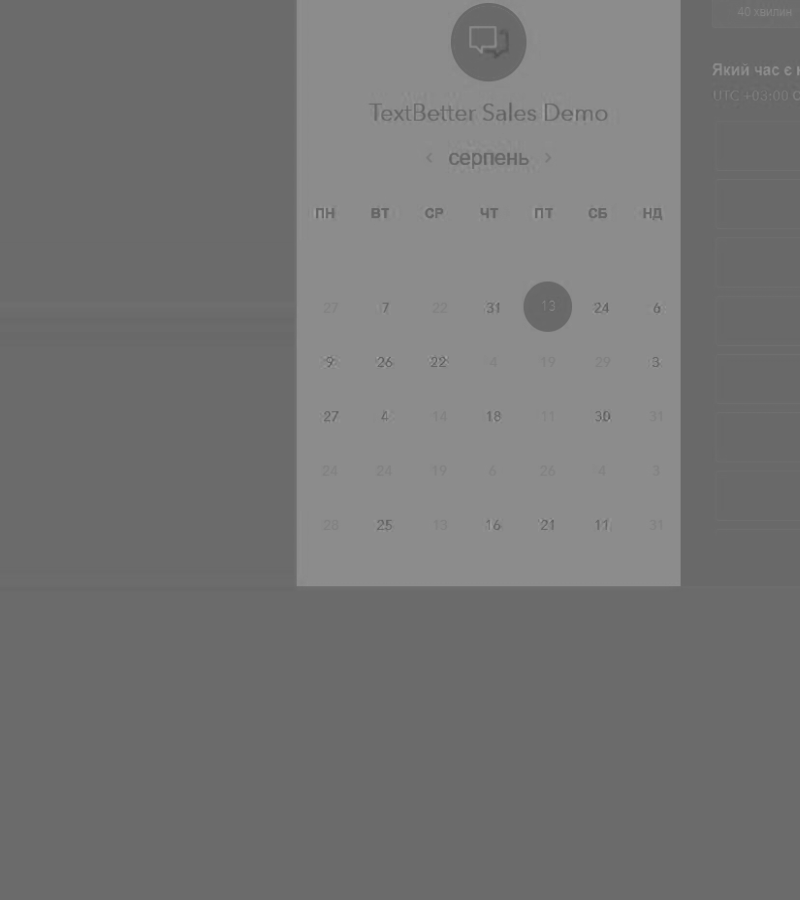 40 хвилин
TextBetter Sales Demo
< серпень >
ПН ВТ СР ЧТ ПТ СБ НД
27 7 22 31 13 24 6
9 26 22 4 19 29 3
27 4 14 18 11 30 31
24 24 19 6 26 4 3
28 25 13 16 21 11 31
Який час є
UTC +03:00